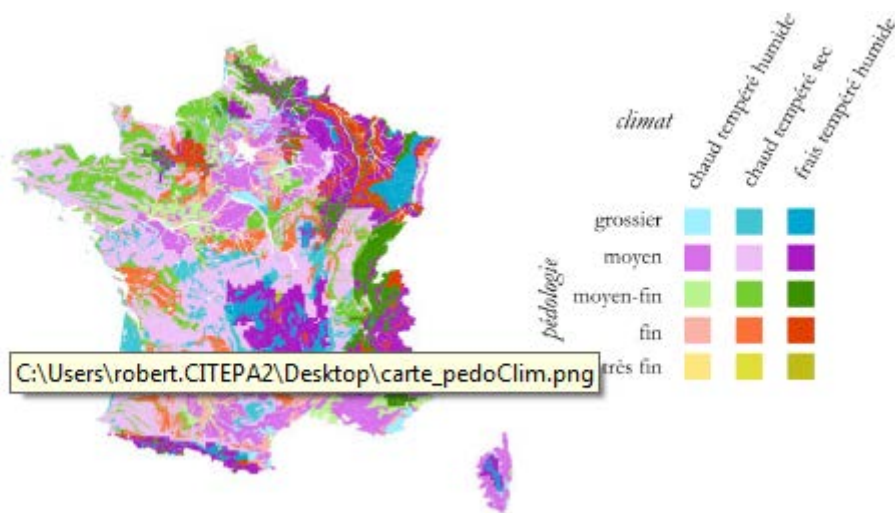 climat
chaud tempéré humide
chaud tempéré sec
frais tempéré humide
pédologie
grossier
moyen
moyen-fin
fin
très fin
C:\Users\robert.CITEPA2\Desktop\carte_pedoClim.png